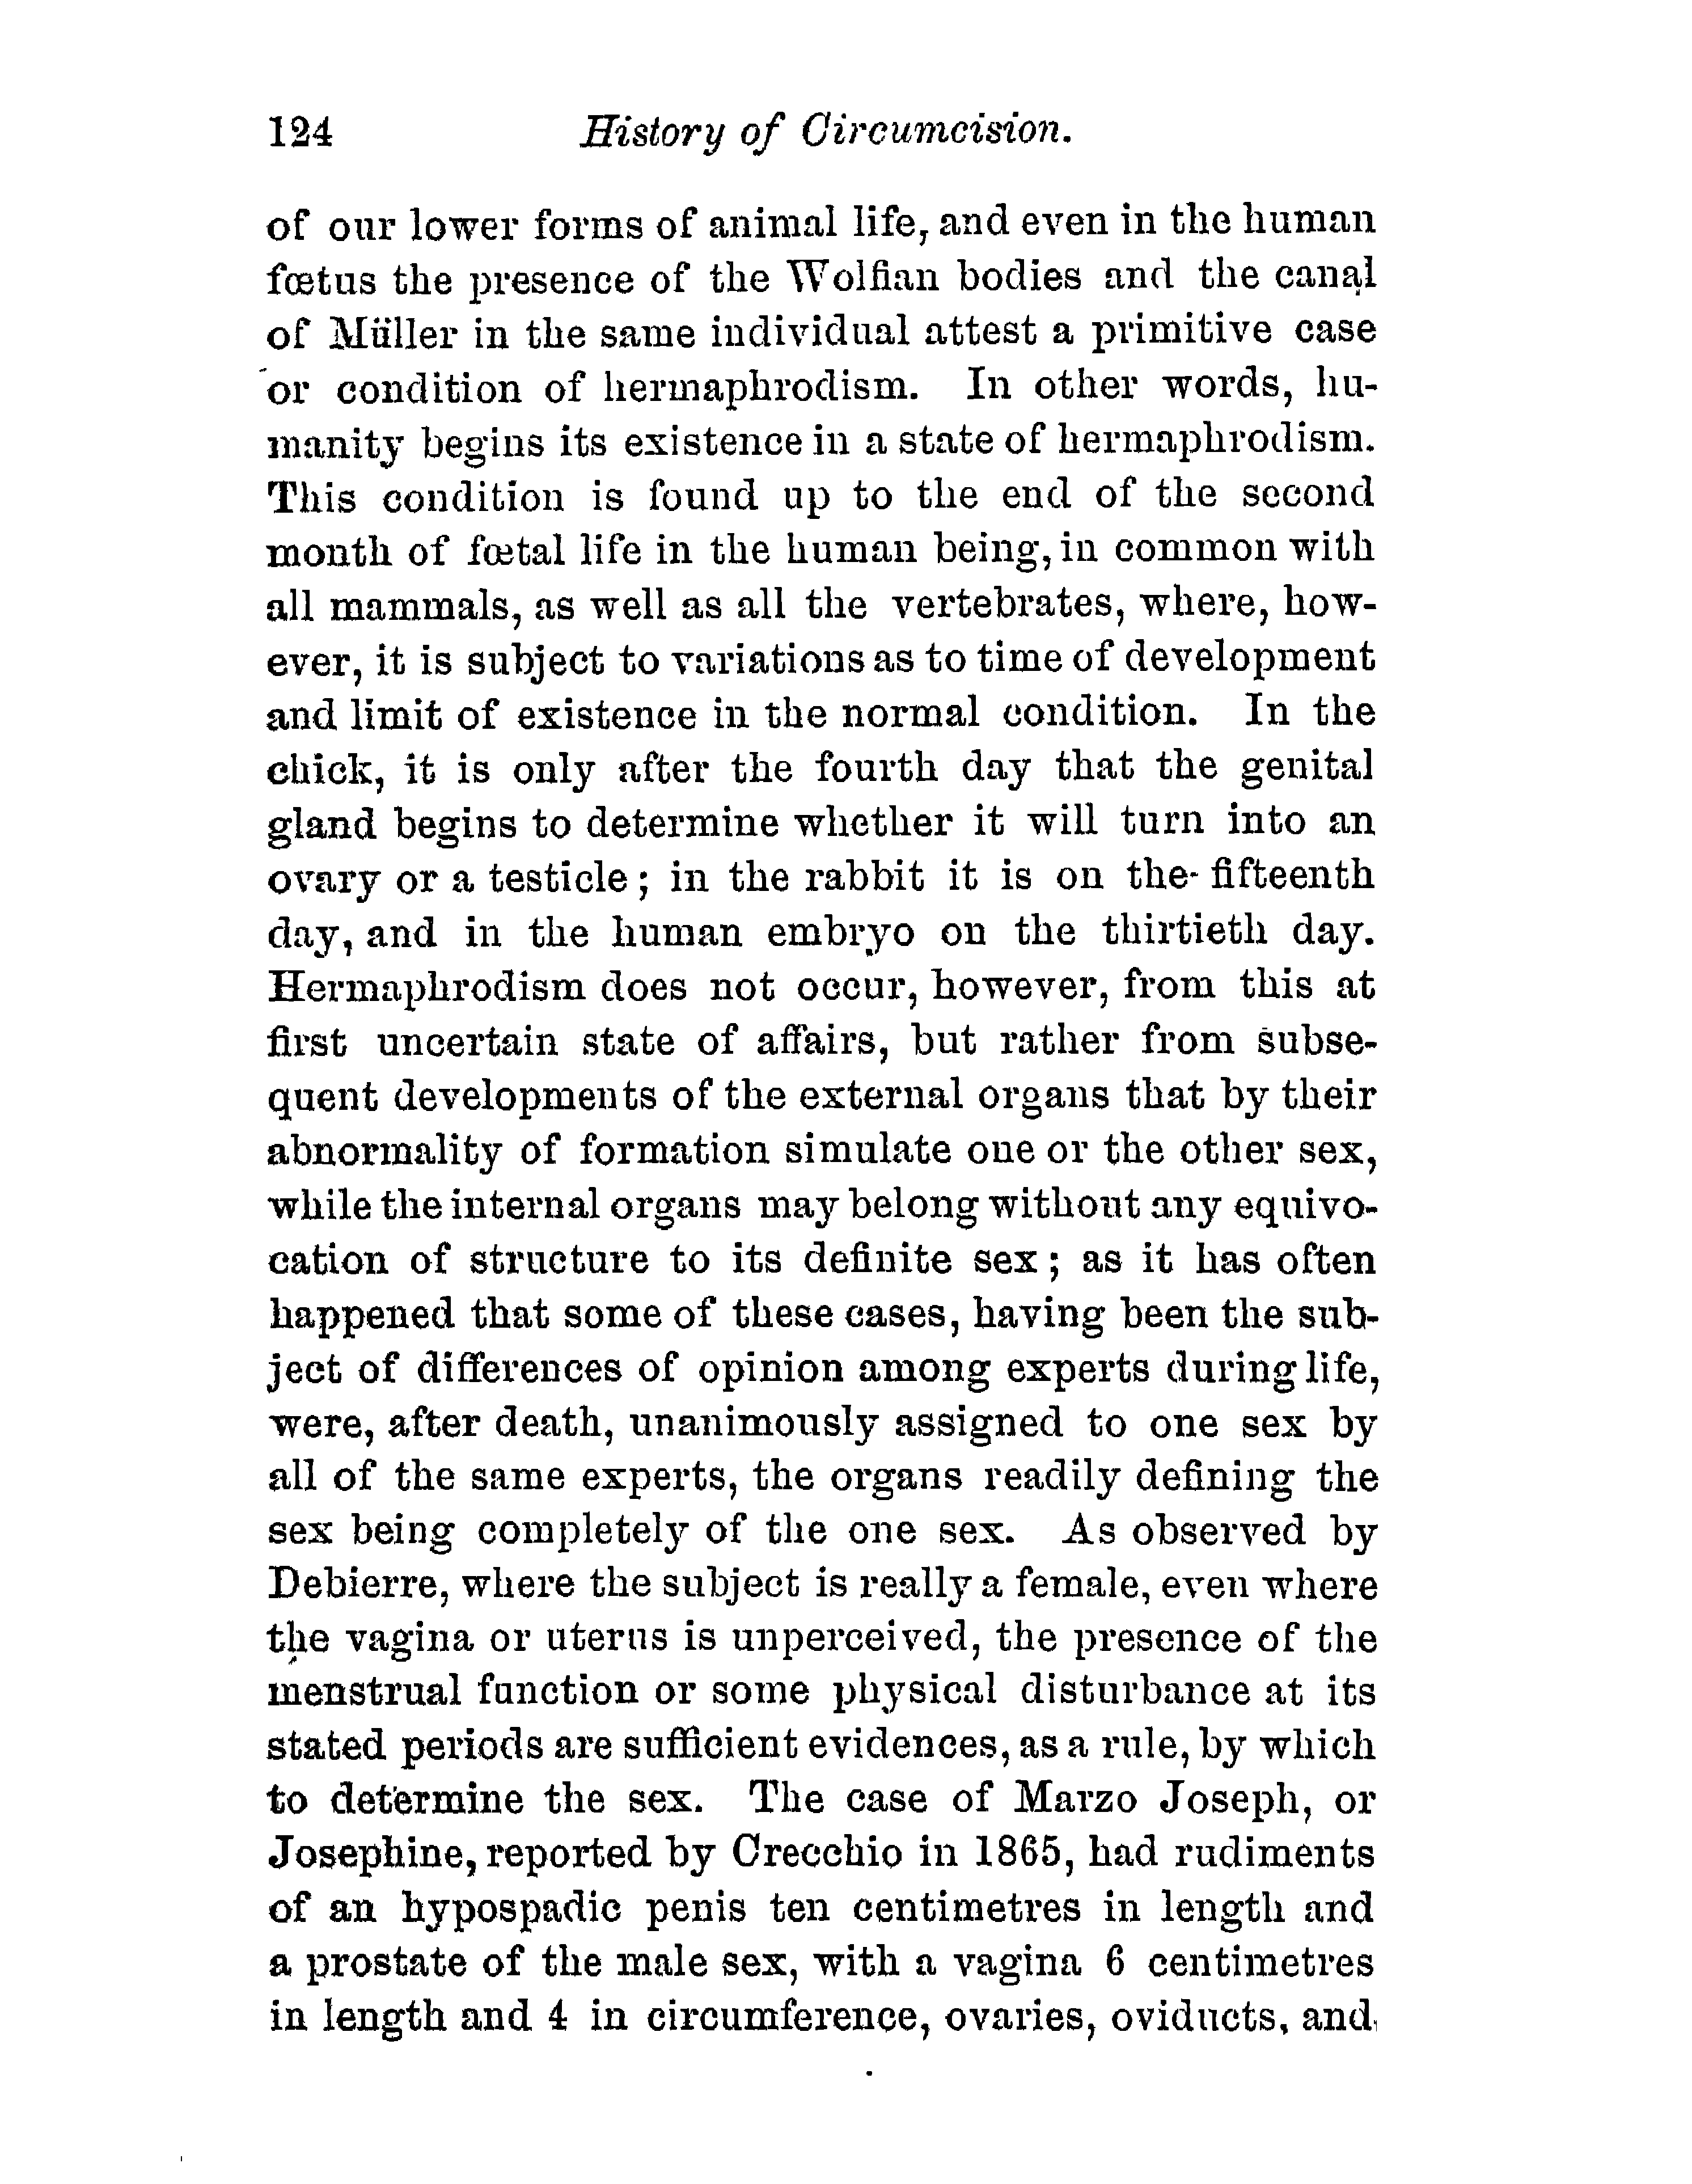 124 History of Circumcision.
of our lower forms of animal life, and even in the human
fœtus the presence of the Wolfian bodies and the canal
of Müller in the same individual attest a primitive case
or condition of hermaphrodism. In other words, hu-
manity begins its existence in a state of hermaphrodism.
This condition is found up to the end of the second
month of fœtal life in the human being, in common with
all mammals, as well as all the vertebrates, where, how-
ever, it is subject to variations as to time of development
and limit of existence in the normal condition. In the
chick, it is only after the fourth day that the genital
gland begins to determine whether it will turn into an
ovary or a testicle; in the rabbit it is on the fifteenth
day, and in the human embryo on the thirtieth day.
Hermaphrodism does not occur, however, from this at
first uncertain state of affairs, but rather from subse-
quent developments of the external organs that by their
abnormality of formation simulate one or the other sex,
while the internal organs may belong without any equivo-
cation of structure to its definite sex; as it has often
happened that some of these cases, having been the sub-
ject of differences of opinion among experts during life,
were, after death, unanimously assigned to one sex by
all of the same experts, the organs readily defining the
sex being completely of the one sex. As observed by
Debierre, where the subject is really a female, even where
the vagina or uterus is unperceived, the presence of the
menstrual function or some physical disturbance at its
stated periods are sufficient evidences, as a rule, by which
to determine the sex. The case of Marzo Joseph, or
Josephine, reported by Crecchio in 1865, had rudiments
of an hypospadic penis ten centimetres in length and
a prostate of the male sex, with a vagina 6 centimetres
in length and 4 in circumference, ovaries, oviducts, and